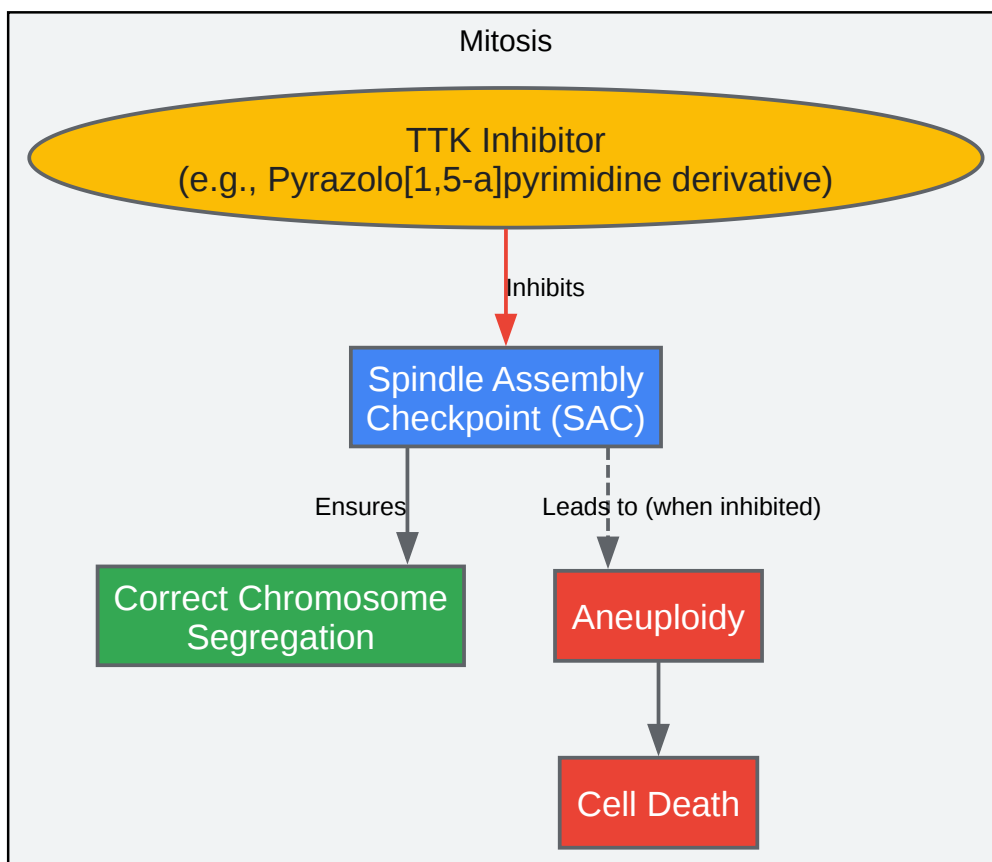 Mitosis
TTK Inhibitor
(e.g., Pyrazolo[1,5-a]pyrimidine derivative)
Inhibits
Spindle Assembly
Checkpoint (SAC)
Ensures
Leads to (when inhibited)
Correct Chromosome
Segregation
Aneuploidy
Cell Death